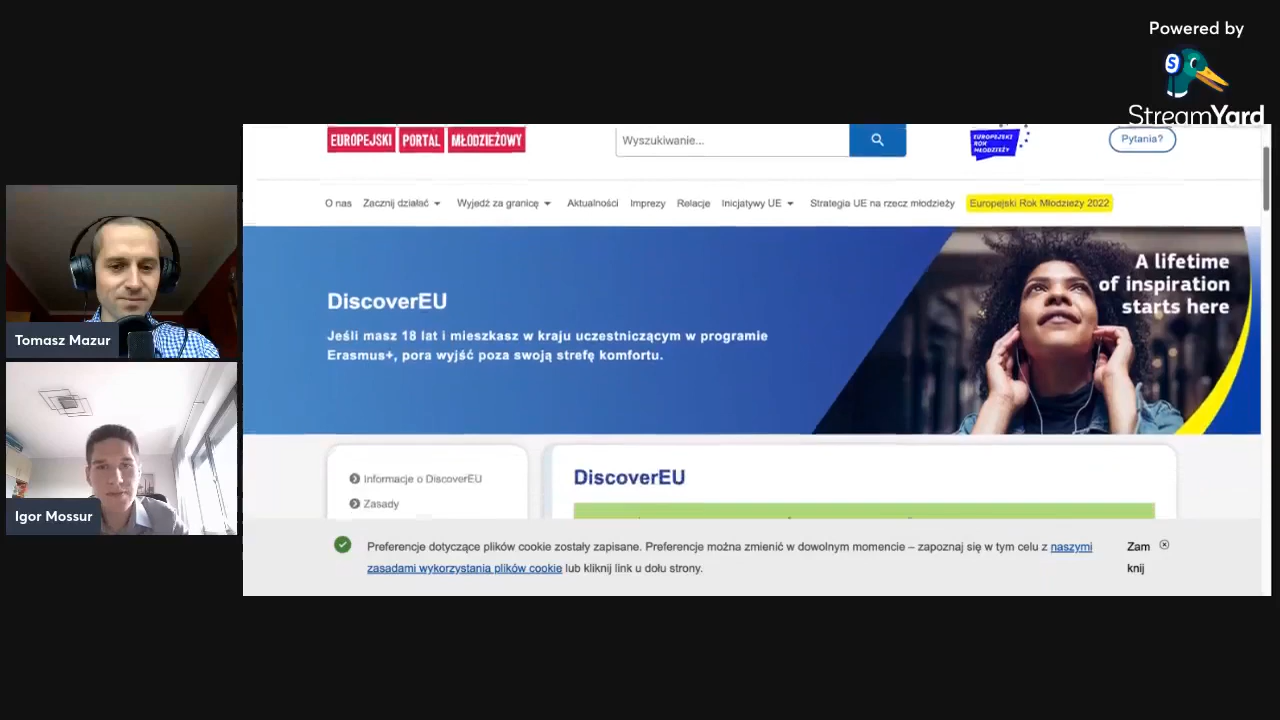 Powered by
S
StreamYard
EUROPEJSKI PORTAL MŁODZIEŻOWY
Wyszukiwanie...
EUROPEJSKI ROK MŁODZIEŻY
Pytania?
O nas Zacznij działać Wyjedź za granicę Aktualności Imprezy Relacje Inicjatywy UE Strategia UE na rzecz młodzieży Europejski Rok Młodzieży 2022
DiscoverEU
Jeśli masz 18 lat i mieszkasz w kraju uczestniczącym w programie
Erasmus+, pora wyjść poza swoją strefę komfortu.
A lifetime
of inspiration
starts here
Tomasz Mazur
Igor Mossur
Informacje o DiscoverEU
Zasady
DiscoverEU
Preferencje dotyczące plików cookie zostały zapisane. Preferencje można zmienić w dowolnym momencie – zapoznaj się w tym celu z naszymi
zasadami wykorzystania plików cookie lub kliknij link u dołu strony.
Zam
knij